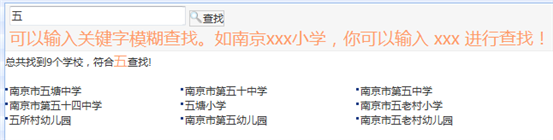 五 查找
可以输入关键字模糊查找。如南京xxx小学，你可以输入 xxx 进行查找！
总共找到9个学校，符合五查找!
南京市五塘中学 南京市第五十中学 南京市第五中学
南京市第五十四中学 五塘小学 南京市五老村小学
五所村幼儿园 南京市第五幼儿园 南京市五老村幼儿园